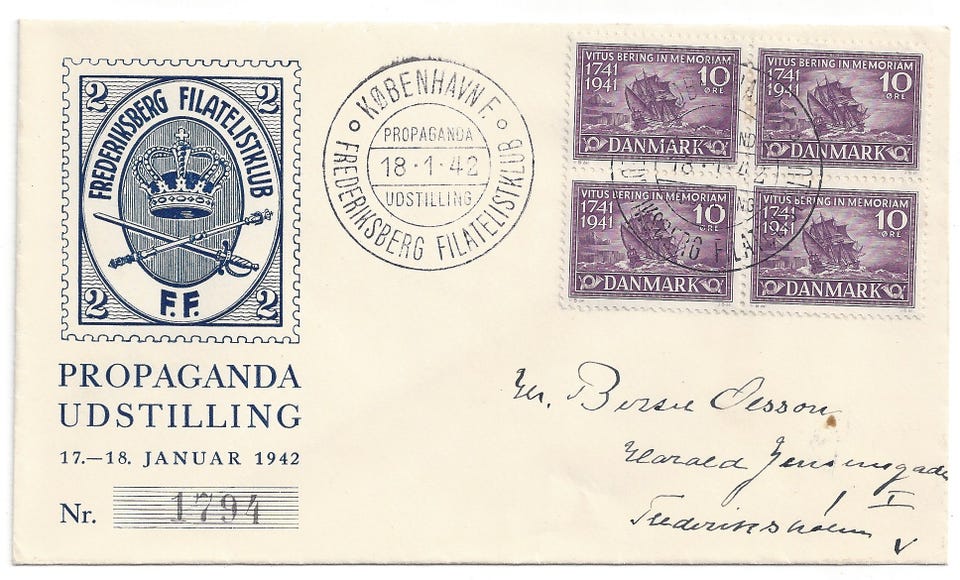 2 2
FREDERIKSBERG FILATELISTKLUB
F.F.
2 2
PROPAGANDA
UDSTILLING
17.—18. JANUAR 1942
Nr. 1794
KØBENHAVN F.
PROPAGANDA
18·1·42
UDSTILLING
FREDERIKSBERG FILATELISTKLUB
VITUS BERING IN MEMORIAM
1741 10
1941 ØRE
DANMARK
VITUS BERING IN MEMORIAM
1741 10
1941 ØRE
DANMARK
VITUS BERING IN MEMORIAM
1741 10
1941 ØRE
DANMARK
VITUS BERING IN MEMORIAM
1741 10
1941 ØRE
DANMARK
18·1·42
Hr. Olsson
Harald Jensensgade
I
Frederiksholm
V